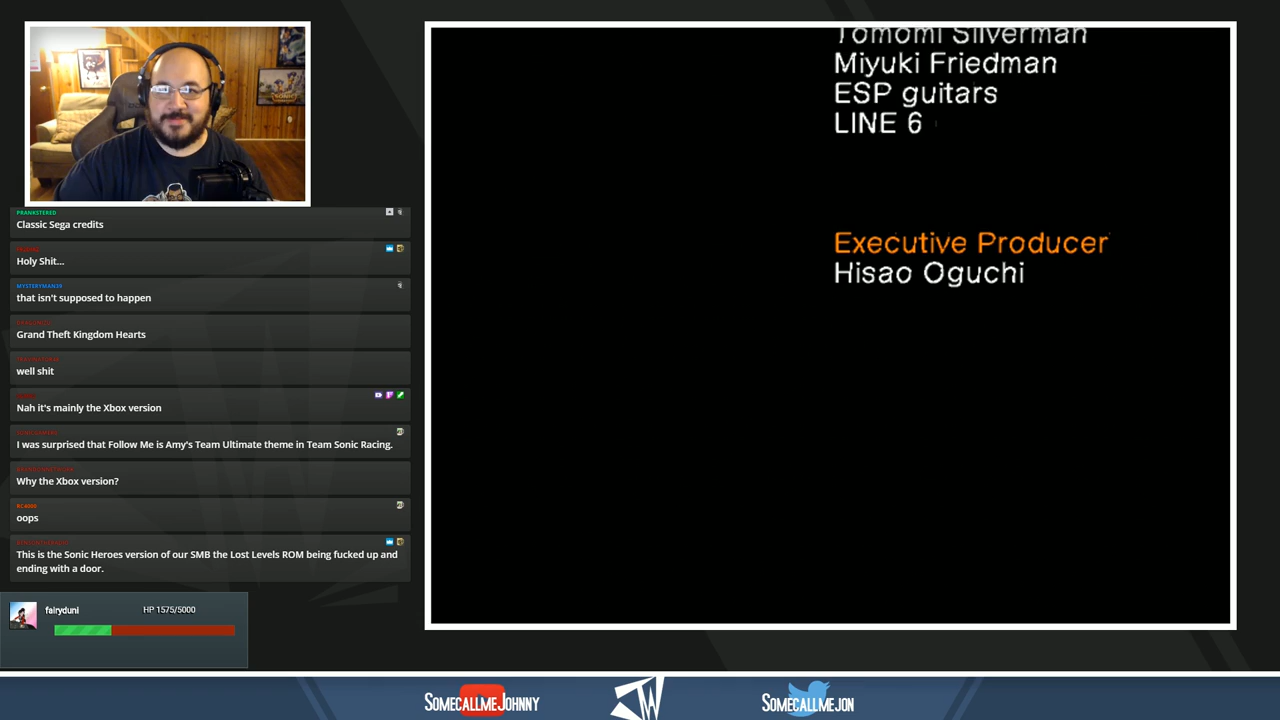 Tomomi Silverman
Miyuki Friedman
ESP guitars
LINE 6
Executive Producer
Hisao Oguchi
PRANKSTERED
Classic Sega credits
Holy Shit...
MYSTERYMAN39
that isn't supposed to happen
Grand Theft Kingdom Hearts
well shit
Nah it's mainly the Xbox version
I was surprised that Follow Me is Amy's Team Ultimate theme in Team Sonic Racing.
Why the Xbox version?
oops
This is the Sonic Heroes version of our SMB the Lost Levels ROM being fucked up and
ending with a door.
fairyduni
HP 1575/5000
SOMECALLMEJOHNNY
SOMECALLMEJON